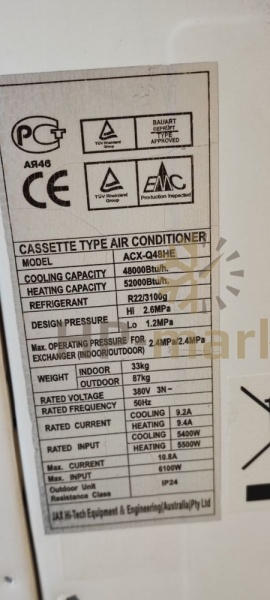 PCT
АЯ46
TÜV Rheinland Group
BAUART GEPRÜFT
TYPE APPROVED
CE
TÜV Rheinland Group
EMC
Production Inspected
CASSETTE TYPE AIR CONDITIONER
MODEL ACX-Q48HE
COOLING CAPACITY 48000Btu/h.
HEATING CAPACITY 52000Btu/h.
REFRIGERANT R22/3100g
DESIGN PRESSURE Hi 2.6MPa
Lo 1.2MPa
Max. OPERATING PRESSURE FOR EXCHANGER (INDOOR/OUTDOOR) 2.4MPa/2.4MPa
WEIGHT INDOOR 33kg
OUTDOOR 87kg
RATED VOLTAGE 380V 3N~
RATED FREQUENCY 50Hz
RATED CURRENT COOLING 9.2A
HEATING 9.4A
RATED INPUT COOLING 5400W
HEATING 5500W
Max. CURRENT 10.8A
Max. INPUT 6100W
Outdoor Unit Resistance Class IP24
JAX Hi-Tech Equipment & Engineering(Australia)Pty Ltd